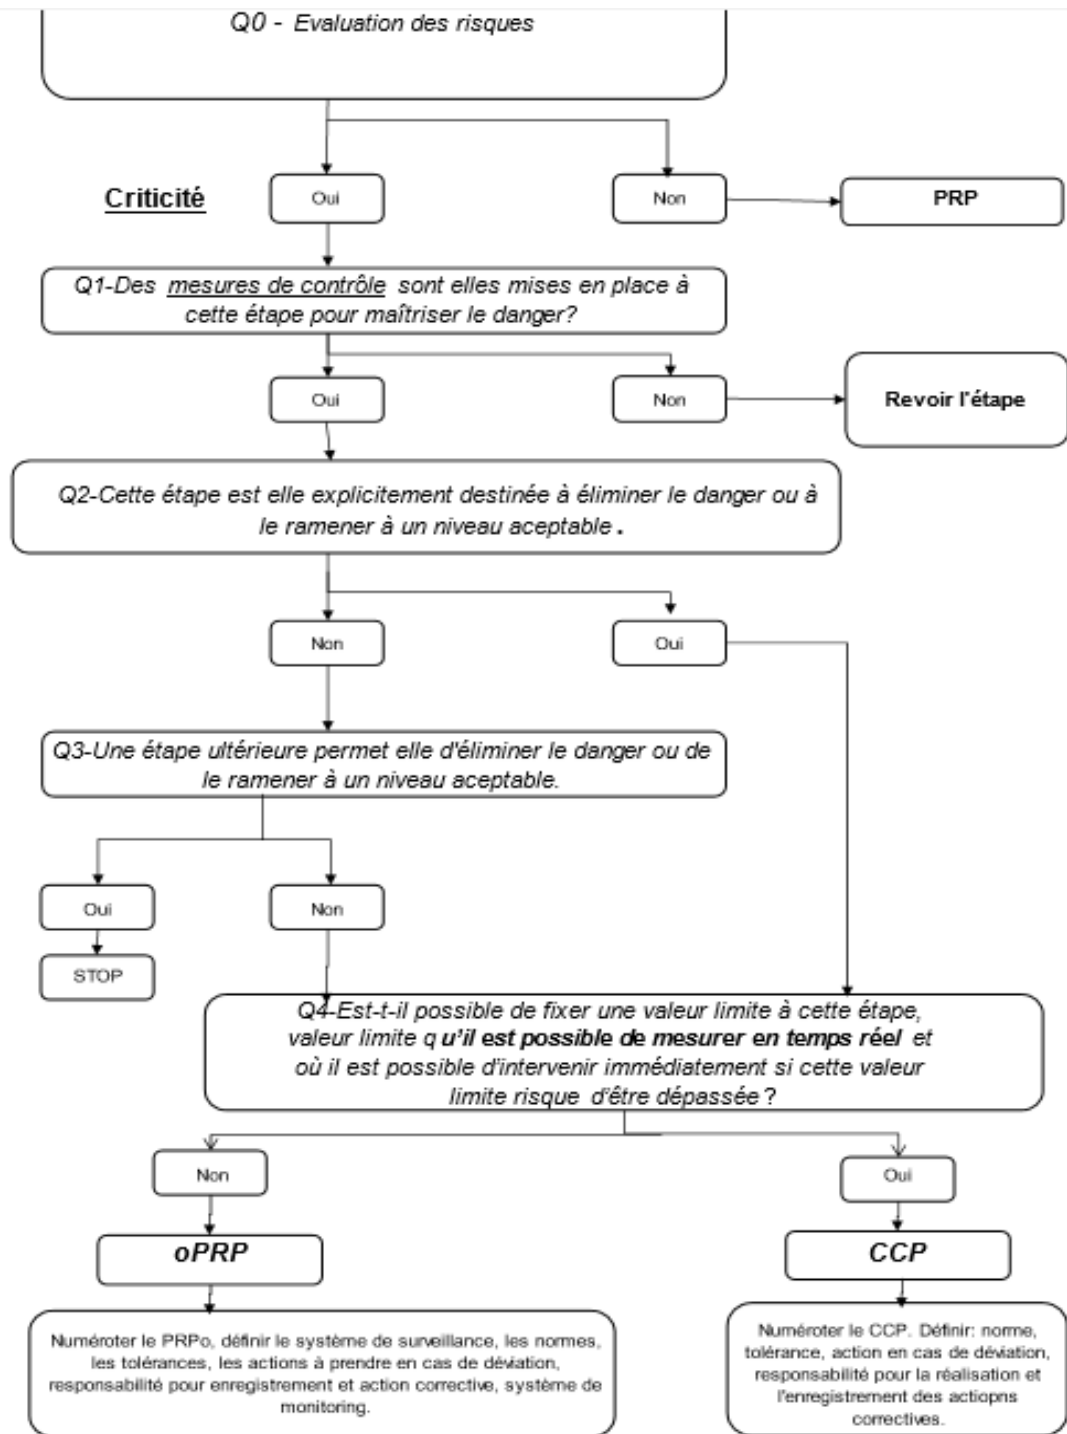 Q0 - Evaluation des risques
Criticité
Oui
Non
PRP
Q1-Des mesures de contrôle sont elles mises en place à
cette étape pour maîtriser le danger?
Oui
Non
Revoir l'étape
Q2-Cette étape est elle explicitement destinée à éliminer le danger ou à
le ramener à un niveau aceptable .
Non
Oui
Q3-Une étape ultérieure permet elle d'éliminer le danger ou de
le ramener à un niveau aceptable.
Oui
Non
STOP
Q4-Est-t-il possible de fixer une valeur limite à cette étape,
valeur limite q u'il est possible de mesurer en temps réel et
où il est possible d'intervenir immédiatement si cette valeur
limite risque d'être dépassée ?
Non
Oui
oPRP
CCP
Numéroter le PRPo, définir le système de surveillance, les normes,
les tolérances, les actions à prendre en cas de déviation,
responsabilité pour enregistrement et action corrective, système de
monitoring.
Numéroter le CCP. Définir: norme,
tolérance, action en cas de déviation,
responsabilité pour la réalisation et
l'enregistrement des actiopns
correctives.